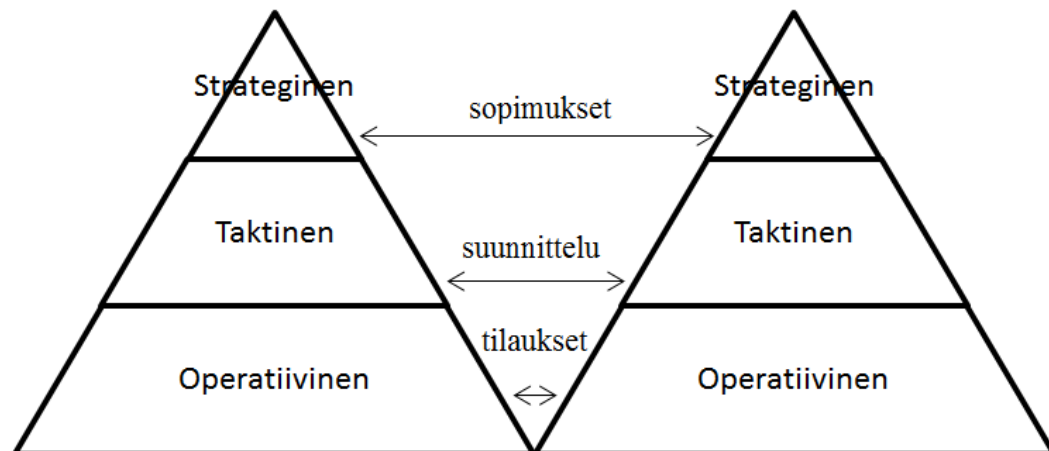 Strateginen
Strateginen
sopimukset
Taktinen
Taktinen
suunnittelu
tilaukset
Operatiivinen
Operatiivinen